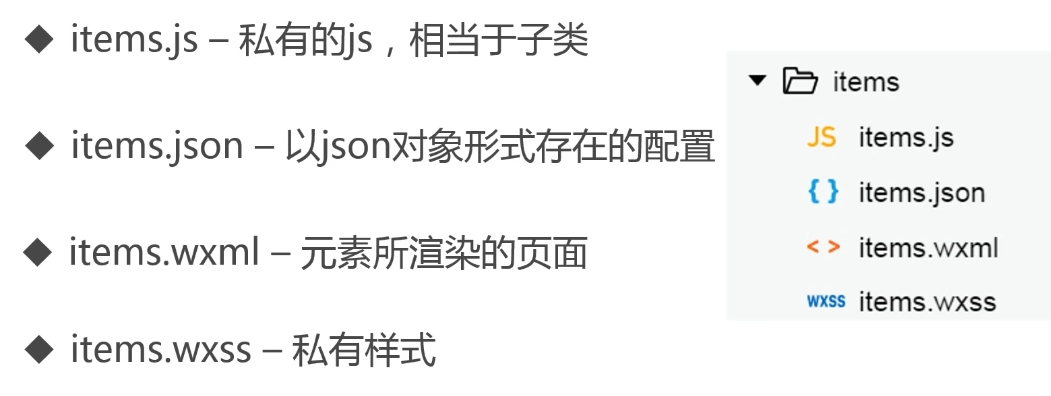 ◆ items.js – 私有的js，相当于子类
◆ items.json – 以json对象形式存在的配置
◆ items.wxml – 元素所渲染的页面
◆ items.wxss – 私有样式
items
JS items.js
{ } items.json
< > items.wxml
wxss items.wxss